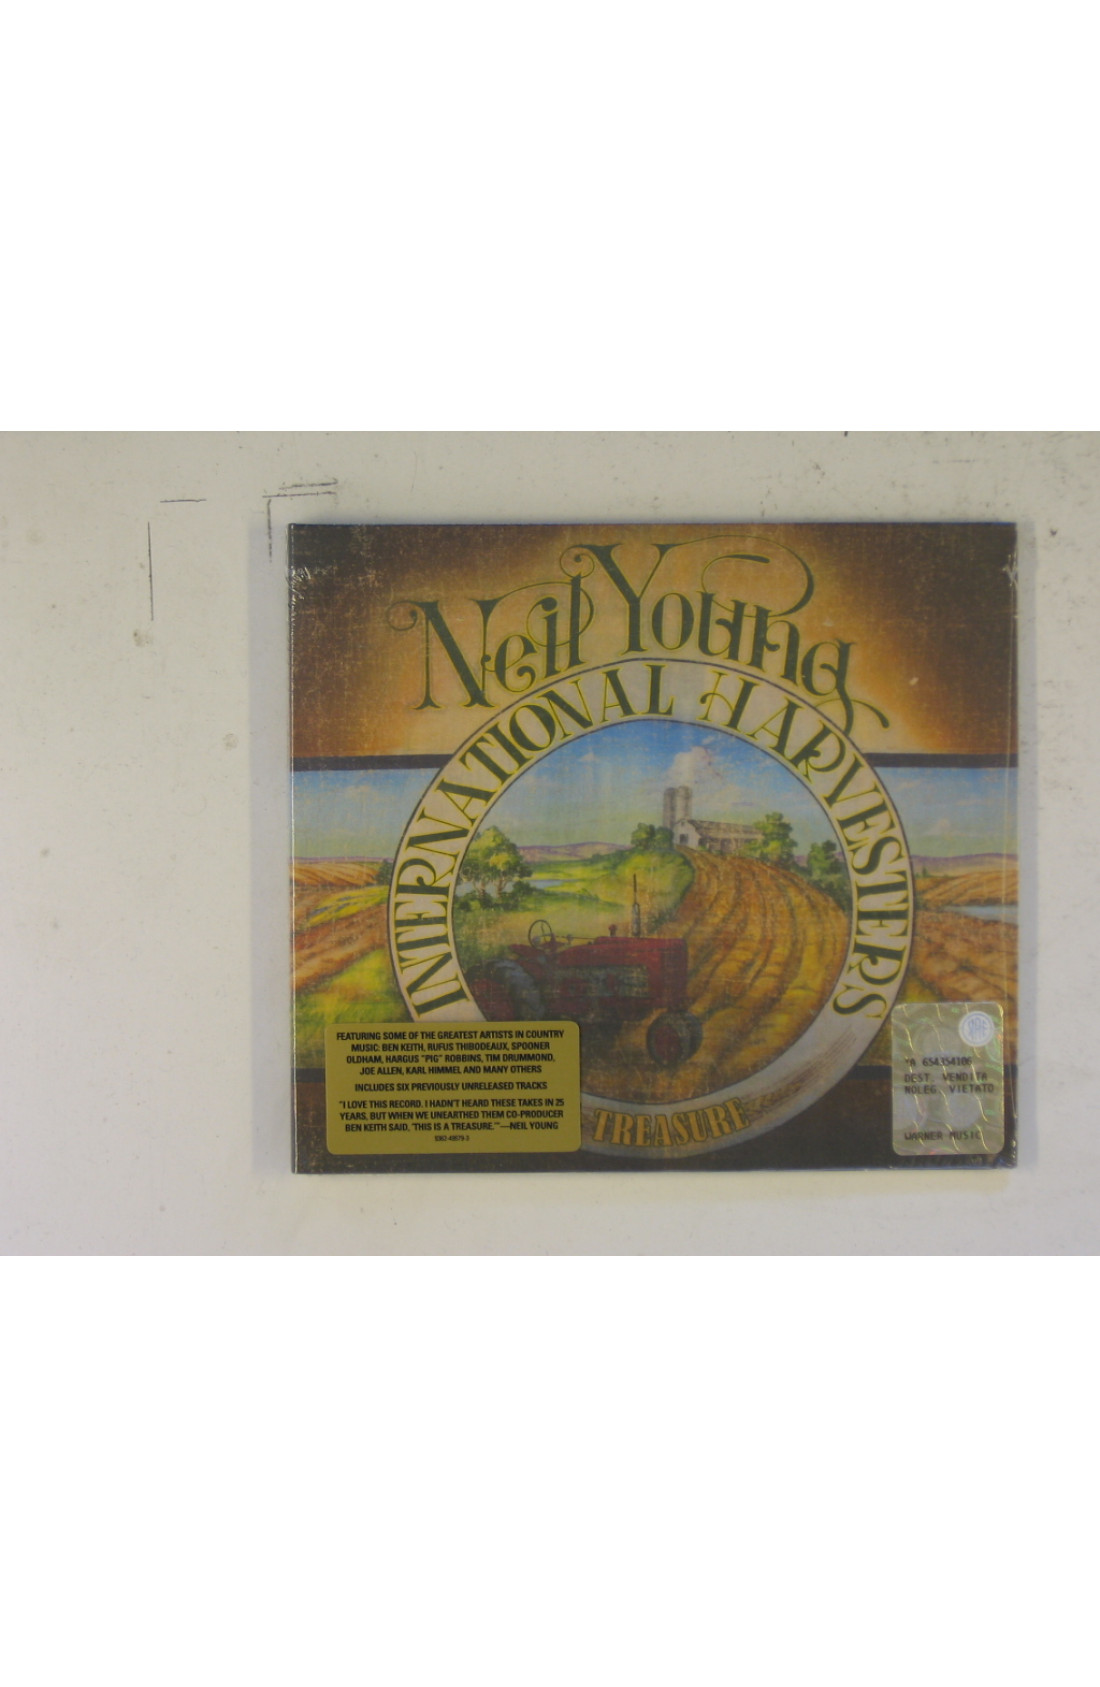 Neil Young
INTERNATIONAL HARVESTERS
TREASURE
FEATURING SOME OF THE GREATEST ARTISTS IN COUNTRY
MUSIC: BEN KEITH, RUFUS THIBODEAUX, SPOONER
OLDHAM, HARGUS "PIG" ROBBINS, TIM DRUMMOND,
JOE ALLEN, KARL HIMMEL AND MANY OTHERS
INCLUDES SIX PREVIOUSLY UNRELEASED TRACKS
"I LOVE THIS RECORD. I HADN'T HEARD THESE TAKES IN 25
YEARS, BUT WHEN WE UNEARTHED THEM CO-PRODUCER
BEN KEITH SAID, 'THIS IS A TREASURE.'"—NEIL YOUNG
DEST. VENDITA
NOLEG. VIETATO
WARNER MUSIC